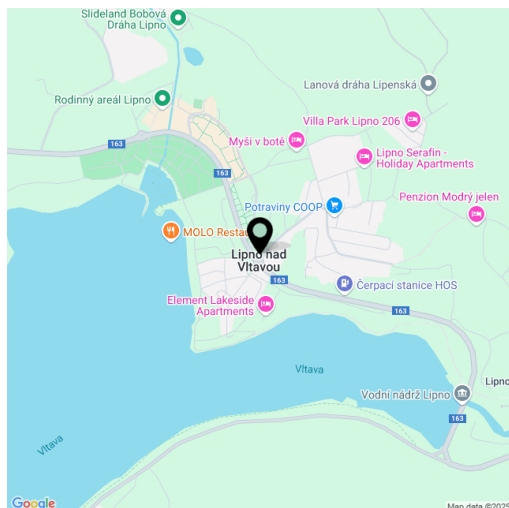 Slideland Bobová
Dráha Lipno
Lanová dráha Lipenská
Rodinný areál Lipno
Villa Park Lipno 206
163
Myši v botě
Lipno Serafin -
Holiday Apartments
163
Penzion Modrý jelen
Potraviny COOP
MOLO Restau
Lipno nad
Vltavou
163
Čerpací stanice HOS
Element Lakeside
Apartments
163
Vltava
Lipno
Vodní nádrž Lipno
163
Vltava
Google
Map data ©2025